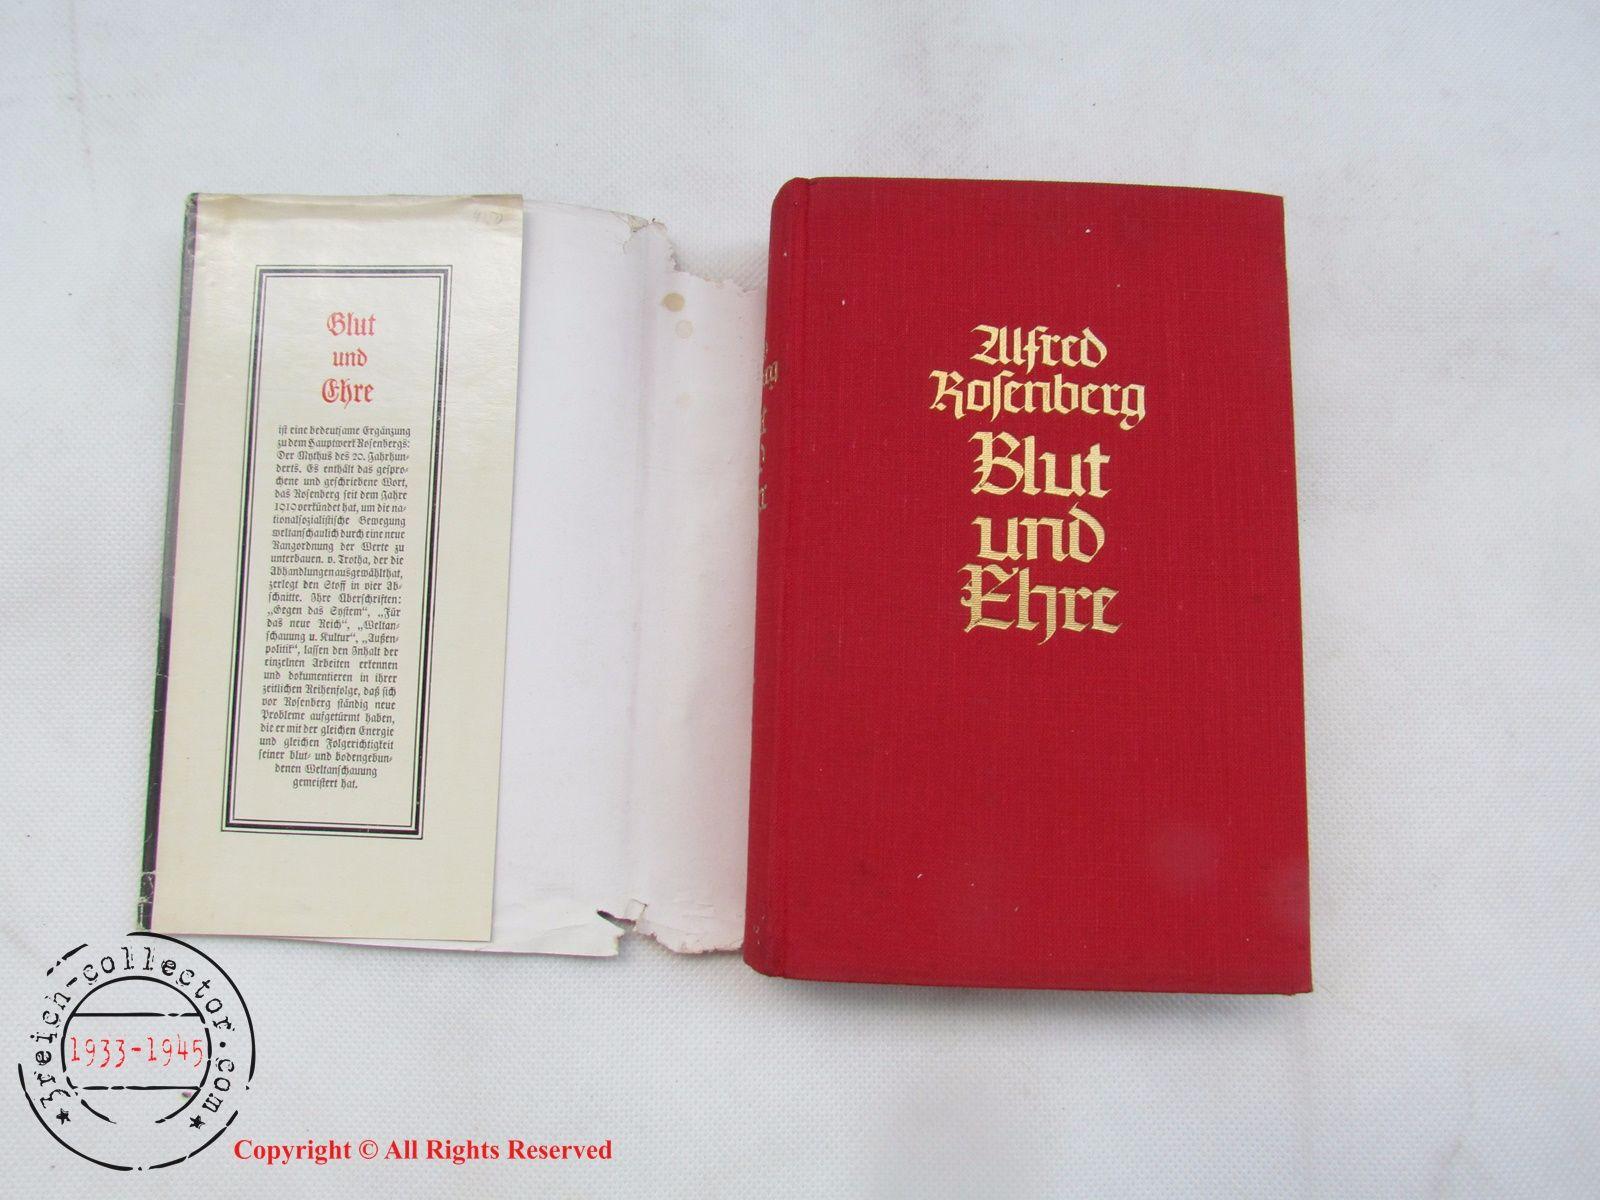 Blut
und
Ehre
ist eine bedeutsame Ergänzung
zu dem Hauptwerk Rosenbergs:
Der Mythus des 20. Jahrhun-
derts. Es enthält das gespro-
chene und geschriebene Wort,
das Rosenberg seit dem Jahre
1919 verkündet hat, um die na-
tionalsozialistische Bewegung
weltanschaulich durch eine neue
Rangordnung der Werte zu
unterbauen. v. Trotha, der die
Abhandlungen ausgewählt hat,
zerlegt den Stoff in vier Ab-
schnitte. Ihre Überschriften:
„Gegen das System“, „Für
das neue Reich“, „Weltan-
schauung u. Kultur“, „Außen-
politik“, lassen den Inhalt der
einzelnen Arbeiten erkennen
und dokumentieren in ihrer
zeitlichen Reihenfolge, daß sich
vor Rosenberg ständig neue
Probleme aufgetürmt haben,
die er mit der gleichen Energie
und gleichen Folgerichtigkeit
seiner blut- und bodengebun-
denen Weltanschauung
gemeistert hat.
Alfred
Rosenberg
Blut
und
Ehre
3reich-collector.com
1933-1945
Copyright © All Rights Reserved